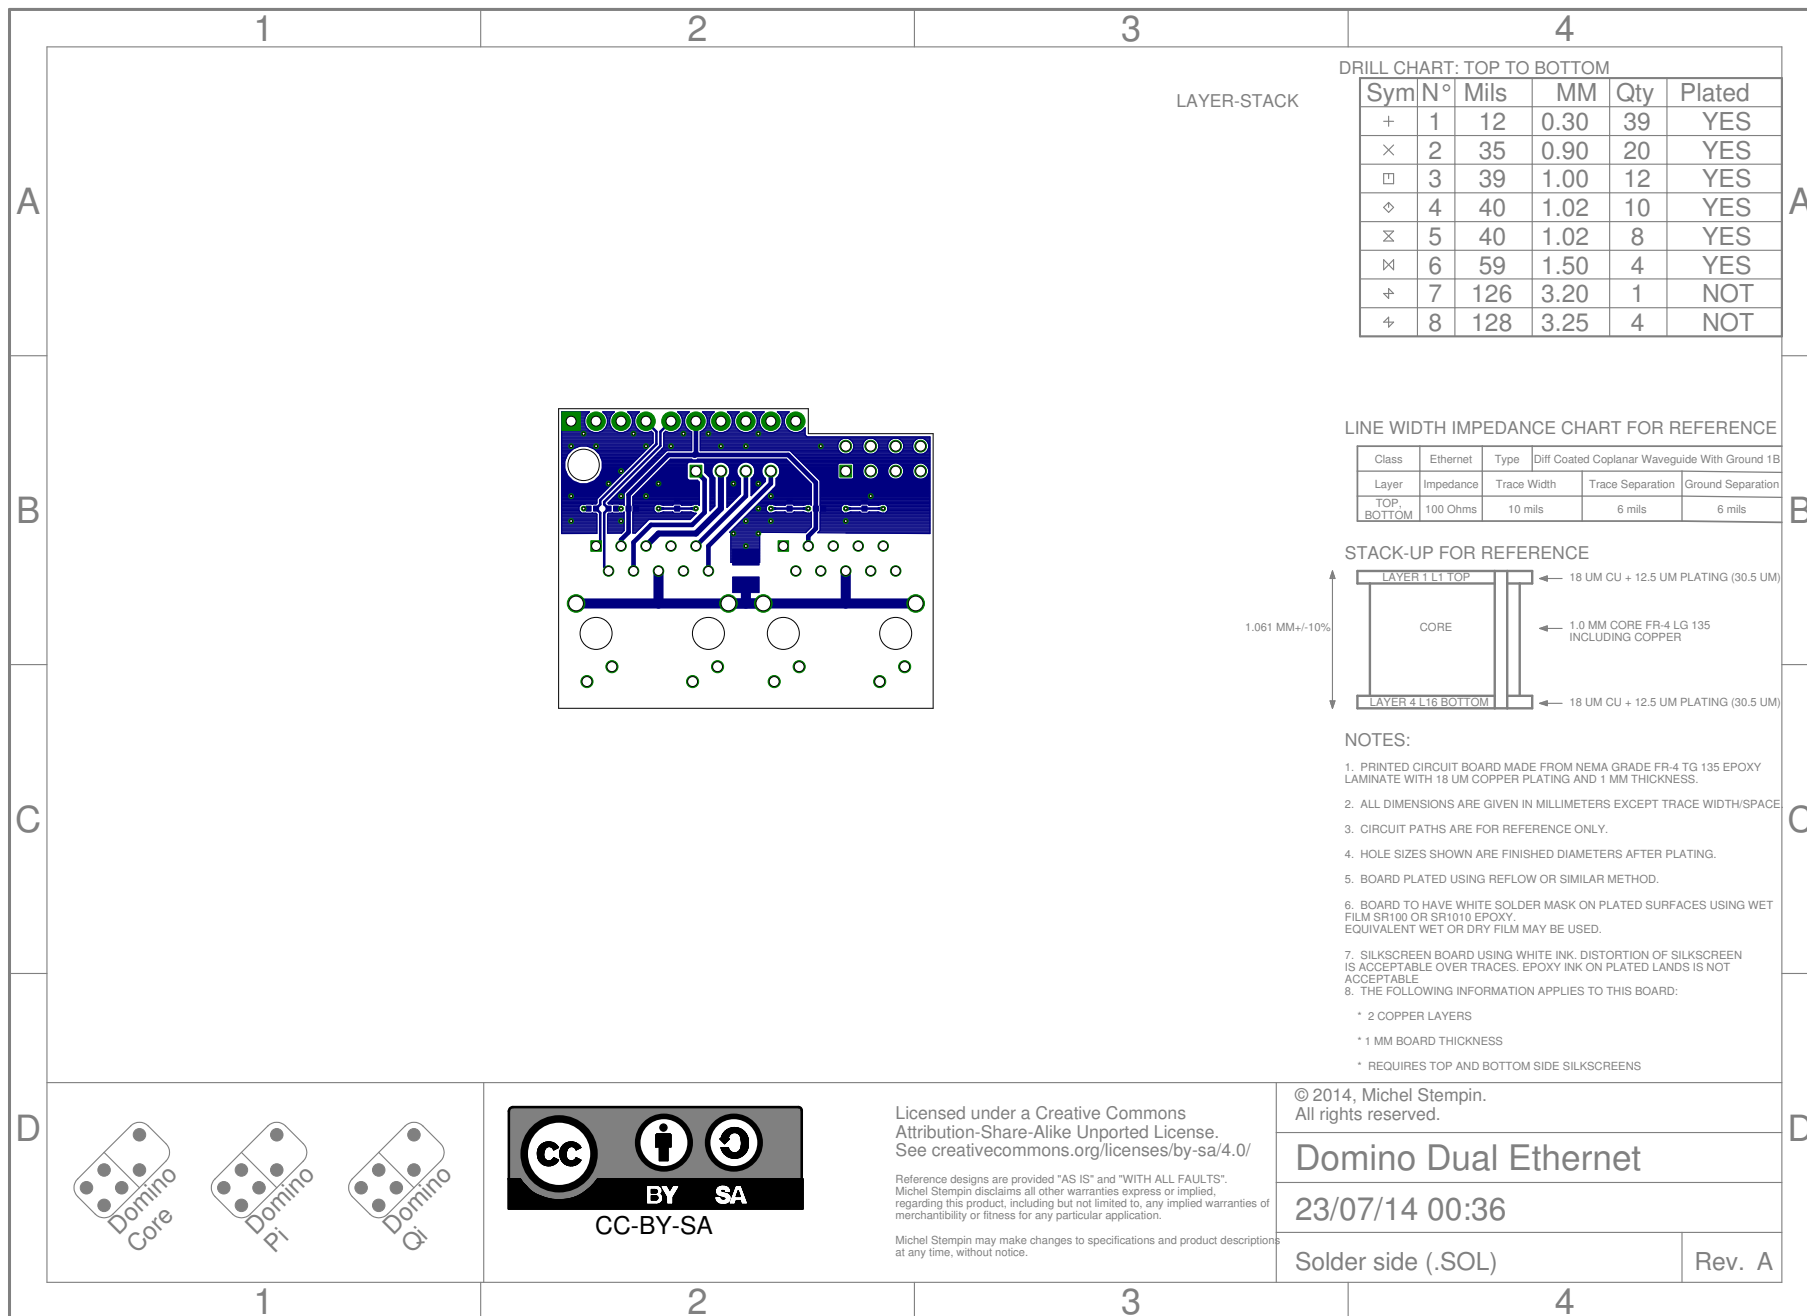 1 2 3 4
DRILL CHART: TOP TO BOTTOM
LAYER-STACK
Sym N° Mils MM Qty Plated
1 12 0.30 39 YES
2 35 0.90 20 YES
3 39 1.00 12 YES
4 40 1.02 10 YES
5 40 1.02 8 YES
6 59 1.50 4 YES
7 126 3.20 1 NOT
8 128 3.25 4 NOT
A A
LINE WIDTH IMPEDANCE CHART FOR REFERENCE
Class Ethernet Type Diff Coated Coplanar Waveguide With Ground 1B
Layer Impedance Trace Width Trace Separation Ground Separation
TOP, BOTTOM 100 Ohms 10 mils 6 mils 6 mils
B B
STACK-UP FOR REFERENCE
LAYER 1 L1 TOP
18 UM CU + 12.5 UM PLATING (30.5 UM)
1.061 MM+/-10%
CORE
1.0 MM CORE FR-4 LG 135
INCLUDING COPPER
LAYER 4 L16 BOTTOM
18 UM CU + 12.5 UM PLATING (30.5 UM)
NOTES:
1. PRINTED CIRCUIT BOARD MADE FROM NEMA GRADE FR-4 TG 135 EPOXY
LAMINATE WITH 18 UM COPPER PLATING AND 1 MM THICKNESS.
2. ALL DIMENSIONS ARE GIVEN IN MILLIMETERS EXCEPT TRACE WIDTH/SPACE
3. CIRCUIT PATHS ARE FOR REFERENCE ONLY.
4. HOLE SIZES SHOWN ARE FINISHED DIAMETERS AFTER PLATING.
5. BOARD PLATED USING REFLOW OR SIMILAR METHOD.
6. BOARD TO HAVE WHITE SOLDER MASK ON PLATED SURFACES USING WET
FILM SR100 OR SR1010 EPOXY.
EQUIVALENT WET OR DRY FILM MAY BE USED.
7. SILKSCREEN BOARD USING WHITE INK. DISTORTION OF SILKSCREEN
IS ACCEPTABLE OVER TRACES. EPOXY INK ON PLATED LANDS IS NOT
ACCEPTABLE
8. THE FOLLOWING INFORMATION APPLIES TO THIS BOARD:
* 2 COPPER LAYERS
* 1 MM BOARD THICKNESS
* REQUIRES TOP AND BOTTOM SIDE SILKSCREENS
C C
D D
Domino
Core
Domino
Pi
Domino
Qi
cc
BY SA
CC-BY-SA
Licensed under a Creative Commons
Attribution-Share-Alike Unported License.
See creativecommons.org/licenses/by-sa/4.0/
Reference designs are provided "AS IS" and "WITH ALL FAULTS".
Michel Stempin disclaims all other warranties express or implied,
regarding this product, including but not limited to, any implied warranties of
merchantibility or fitness for any particular application.
Michel Stempin may make changes to specifications and product descriptions
at any time, without notice.
© 2014, Michel Stempin.
All rights reserved.
Domino Dual Ethernet
23/07/14 00:36
Solder side (.SOL) Rev. A
1 2 3 4